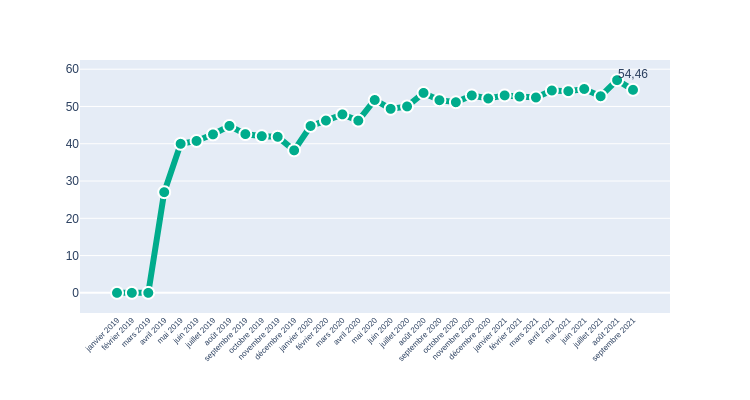 60
54,46
50
40
30
20
10
0
janvier 2019
février 2019
mars 2019
avril 2019
mai 2019
juin 2019
juillet 2019
août 2019
septembre 2019
octobre 2019
novembre 2019
décembre 2019
janvier 2020
février 2020
mars 2020
avril 2020
mai 2020
juin 2020
juillet 2020
août 2020
septembre 2020
octobre 2020
novembre 2020
décembre 2020
janvier 2021
février 2021
mars 2021
avril 2021
mai 2021
juin 2021
juillet 2021
août 2021
septembre 2021